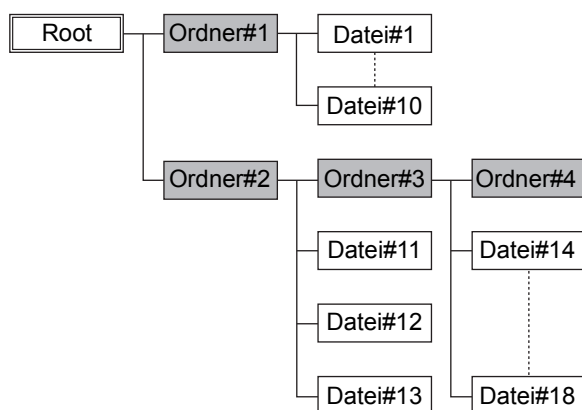 Root
Ordner#1
Datei#1
Datei#10
Ordner#2
Ordner#3
Ordner#4
Datei#11
Datei#14
Datei#12
Datei#13
Datei#18